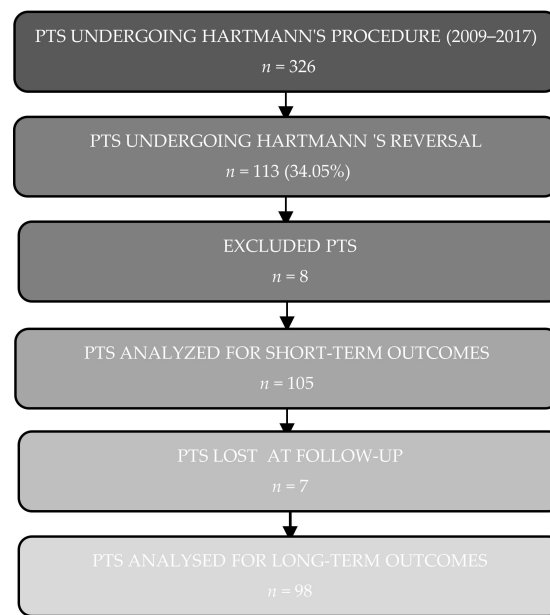 PTS UNDERGOING HARTMANN'S PROCEDURE (2009–2017)
n = 326
PTS UNDERGOING HARTMANN 'S REVERSAL
n = 113 (34.05%)
EXCLUDED PTS
n = 8
PTS ANALYZED FOR SHORT-TERM OUTCOMES
n = 105
PTS LOST AT FOLLOW-UP
n = 7
PTS ANALYSED FOR LONG-TERM OUTCOMES
n = 98